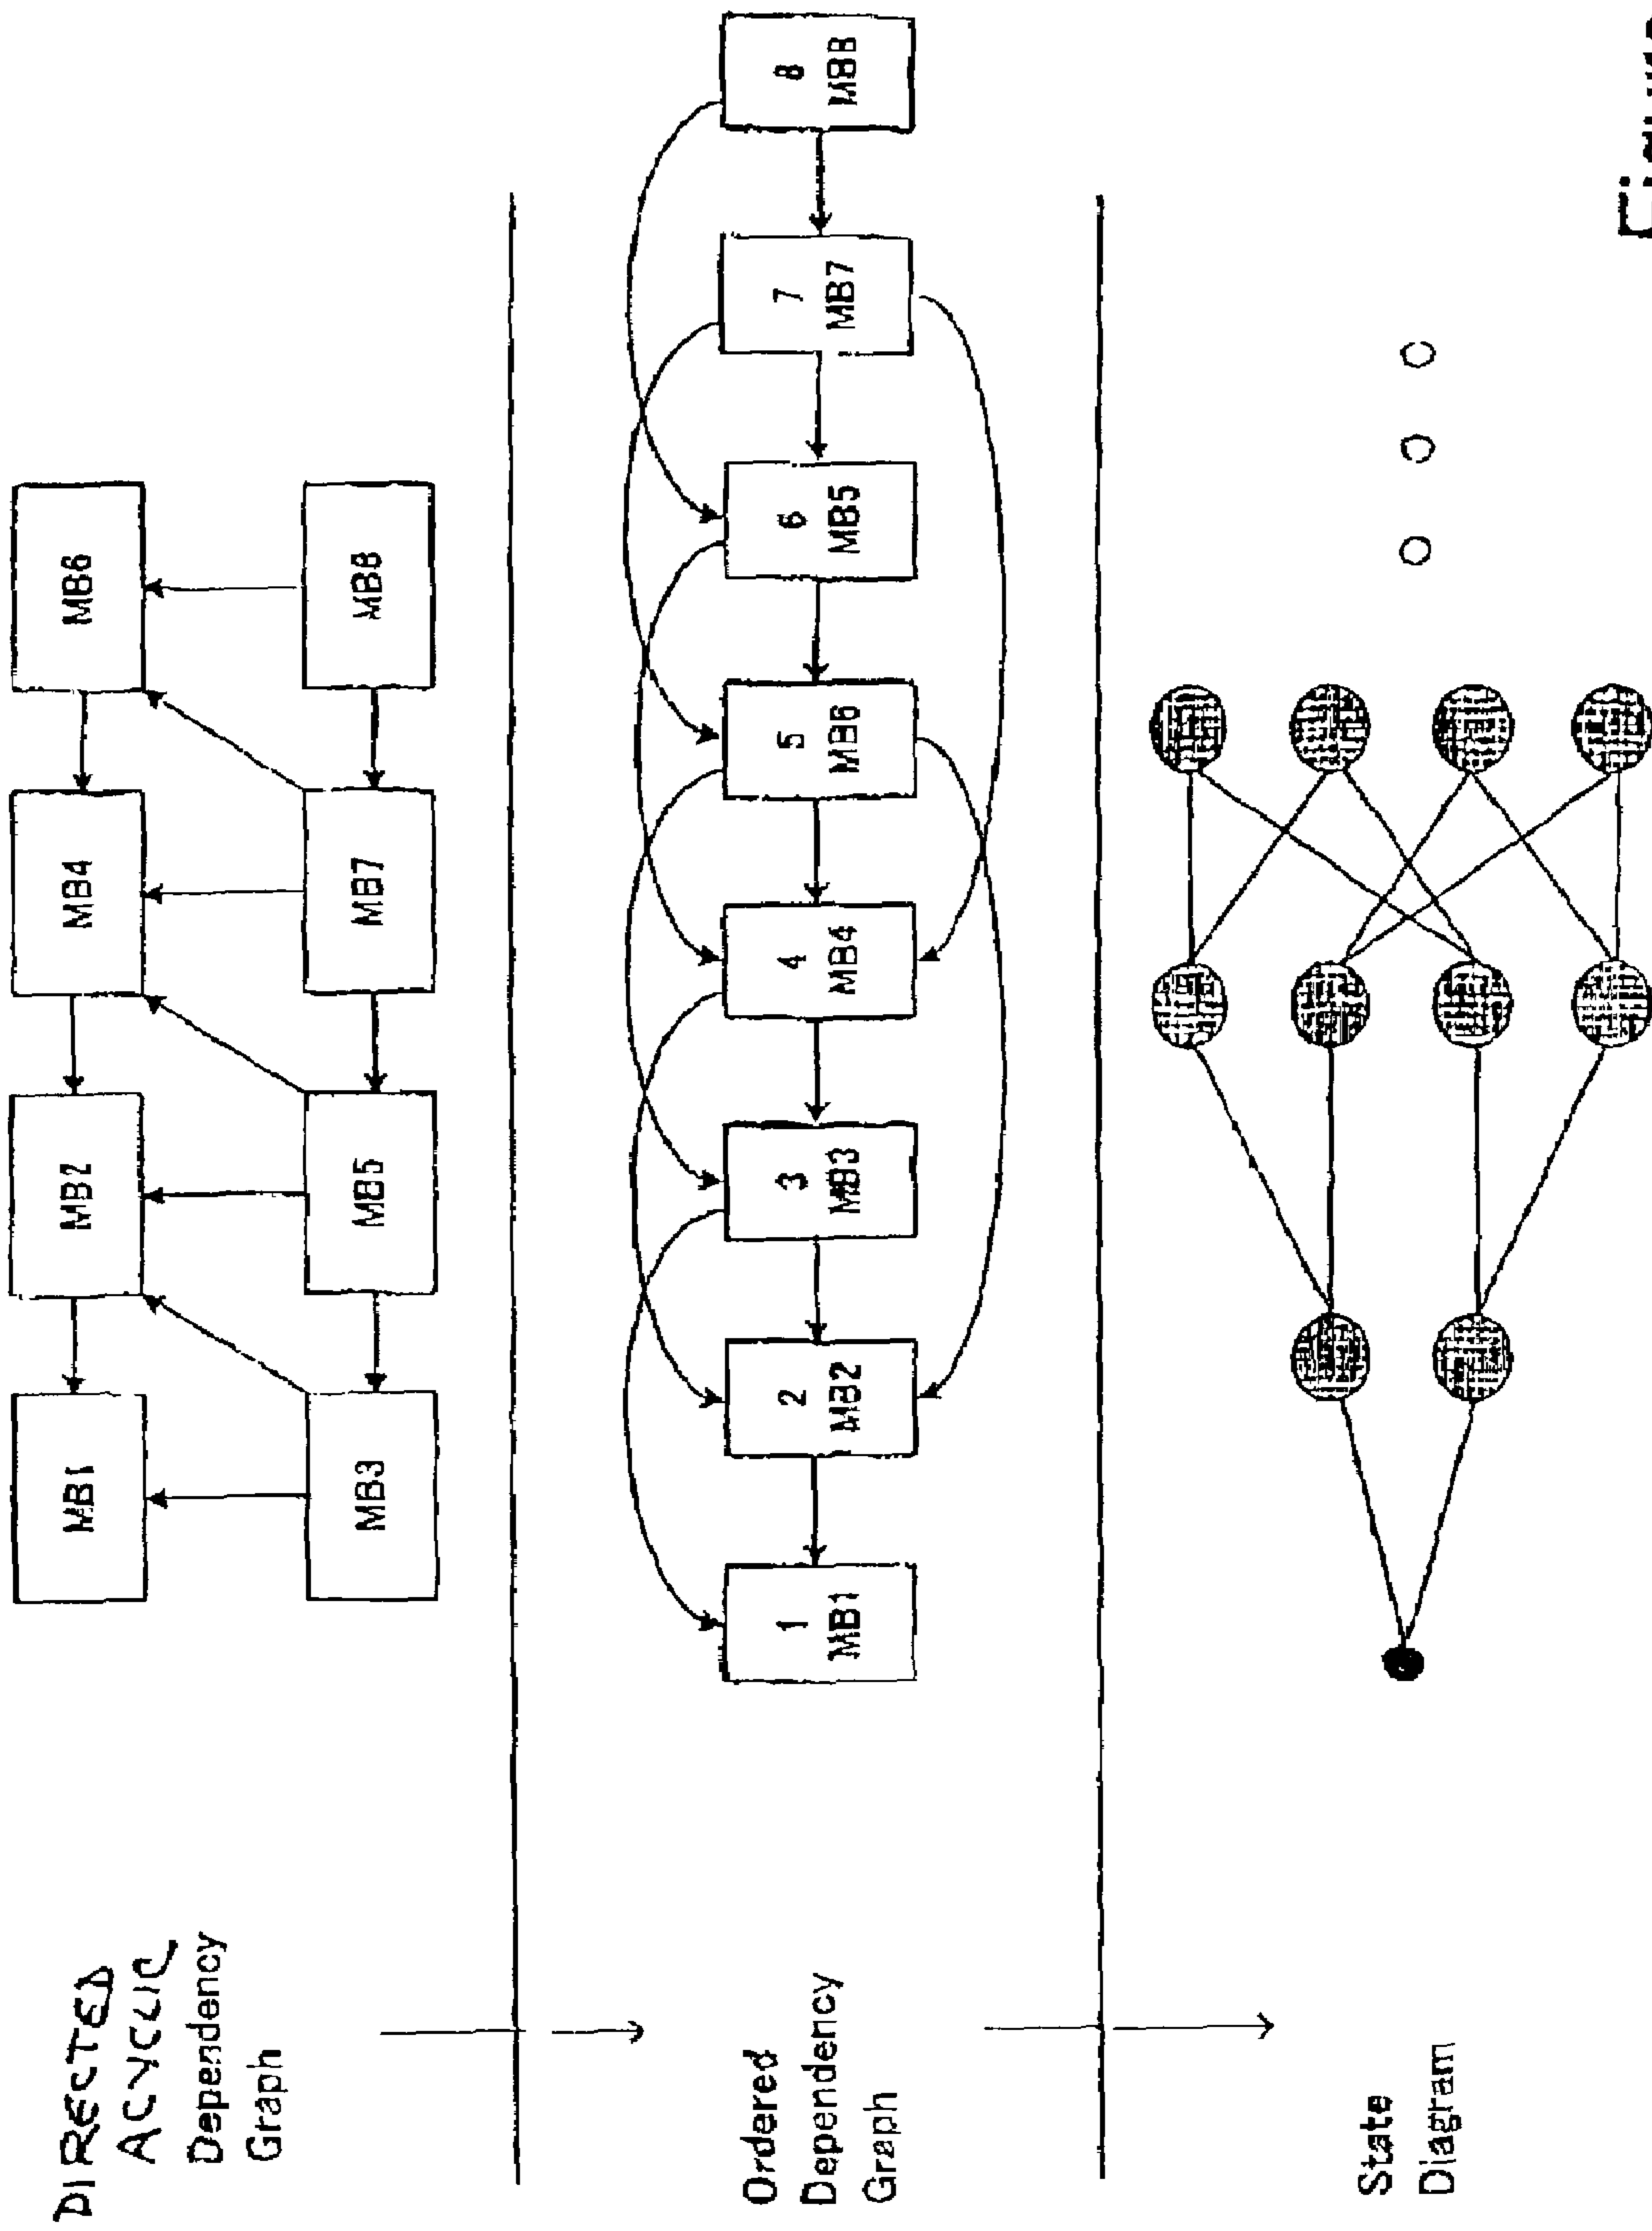 DIRECTED
ACYCLIC
Dependency
Graph
MB1 MB2 MB4 MB6
MB3 MB5 MB7 MB8
Ordered
Dependency
Graph
1 2 3 4 5 6 7 8
MB1 MB2 MB3 MB4 MB6 MB5 MB7 MB8
State
Diagram
Figure